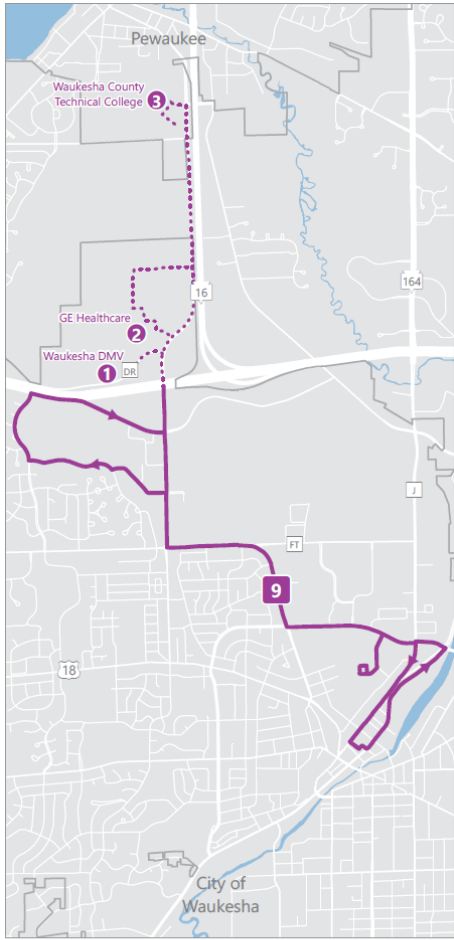 Pewaukee
Waukesha County
Technical College
3
16
164
GE Healthcare
2
Waukesha DMV
1
DR
J
FT
9
18
City of
Waukesha